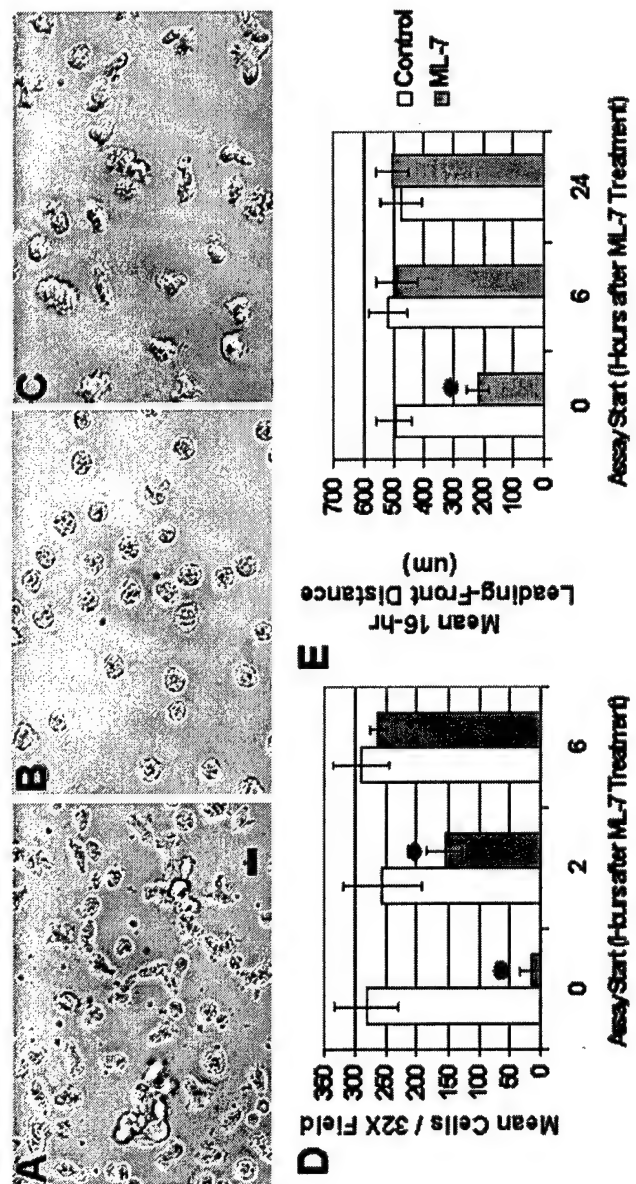 A
B
C
D
Mean Cells / 32X Field
350
300
250
200
150
100
50
0
0
2
6
Assay Start (Hours after ML-7 Treatment)
E
Mean 16-hr
Leading-Front Distance
(um)
700
600
500
400
300
200
100
0
0
6
24
Assay Start (Hours after ML-7 Treatment)
Control
ML-7